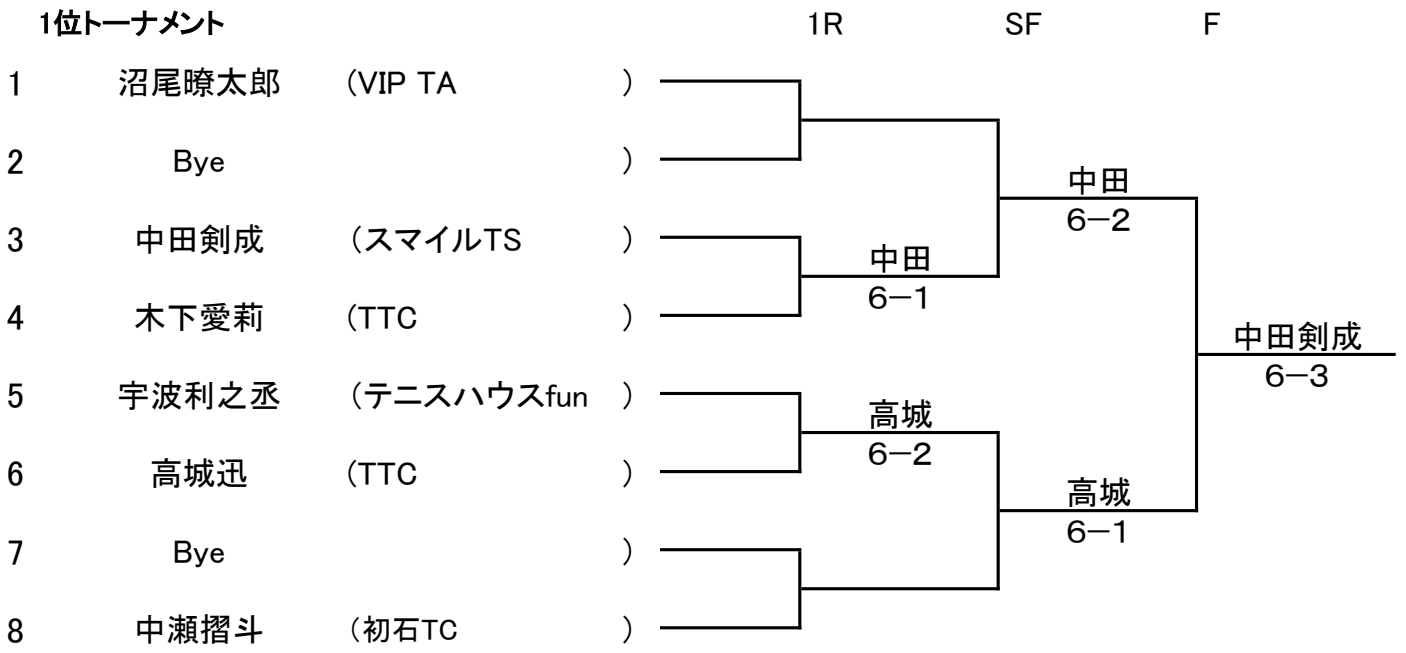 1位トーナメント 1R SF F
1 沼尾暸太郎 (VIP TA )
2 Bye )
中田
6-2
3 中田剣成 (スマイルTS )
中田
6-1
4 木下愛莉 (TTC )
中田剣成
6-3
5 宇波利之丞 (テニスハウスfun )
高城
6-2
6 高城迅 (TTC )
高城
6-1
7 Bye )
8 中瀬摺斗 (初石TC )